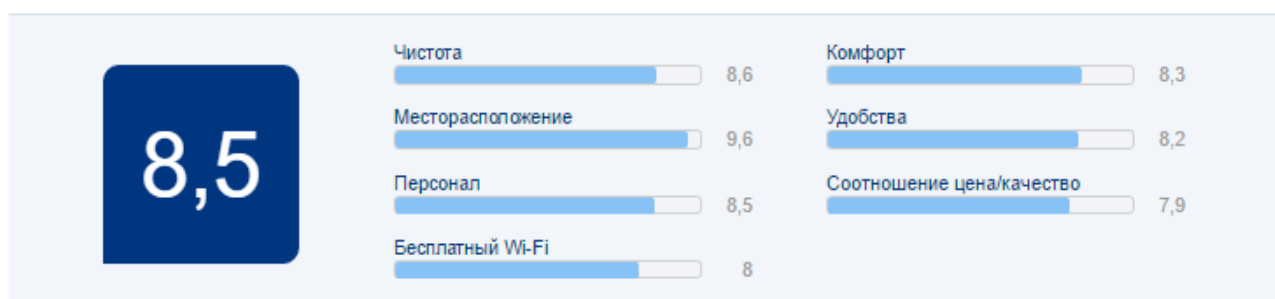 8,5
Чистота
8,6
Месторасположение
9,6
Персонал
8,5
Бесплатный Wi-Fi
8
Комфорт
8,3
Удобства
8,2
Соотношение цена/качество
7,9